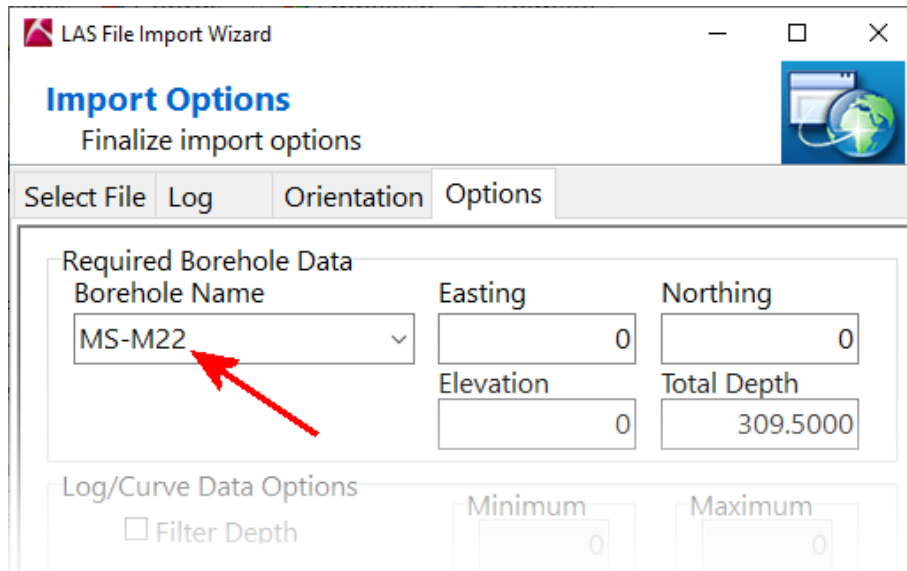 LAS File Import Wizard
Import Options
Finalize import options
Select File Log Orientation Options
Required Borehole Data
Borehole Name Easting Northing
MS-M22 0 0
Elevation Total Depth
0 309.5000
Log/Curve Data Options
Minimum Maximum
Filter Depth
0 0